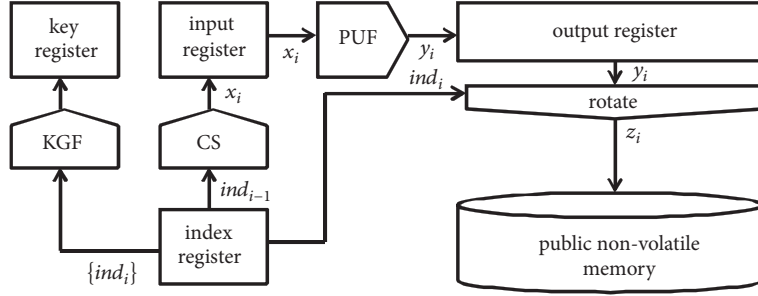 key
register
input
register
x_i
PUF
y_i
output register
x_i
ind_i
y_i
rotate
KGF
CS
z_i
ind_{i−1}
index
register
{ind_i}
public non-volatile
memory